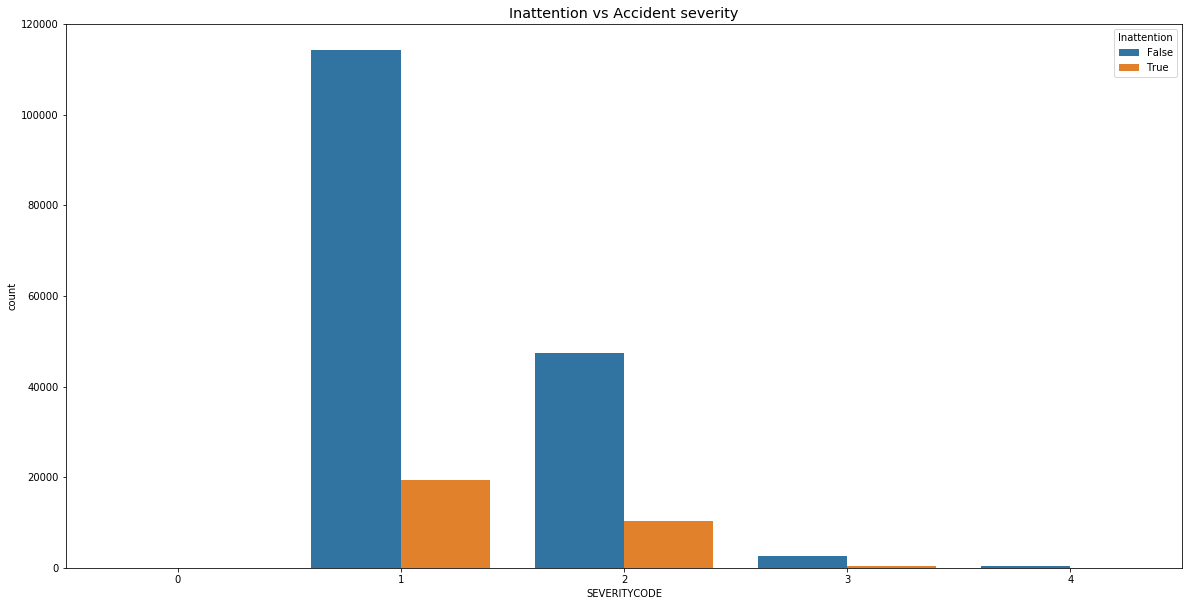 Inattention vs Accident severity
Inattention
False
True
120000
100000
80000
60000
40000
20000
0
count
0 1 2 3 4
SEVERITYCODE